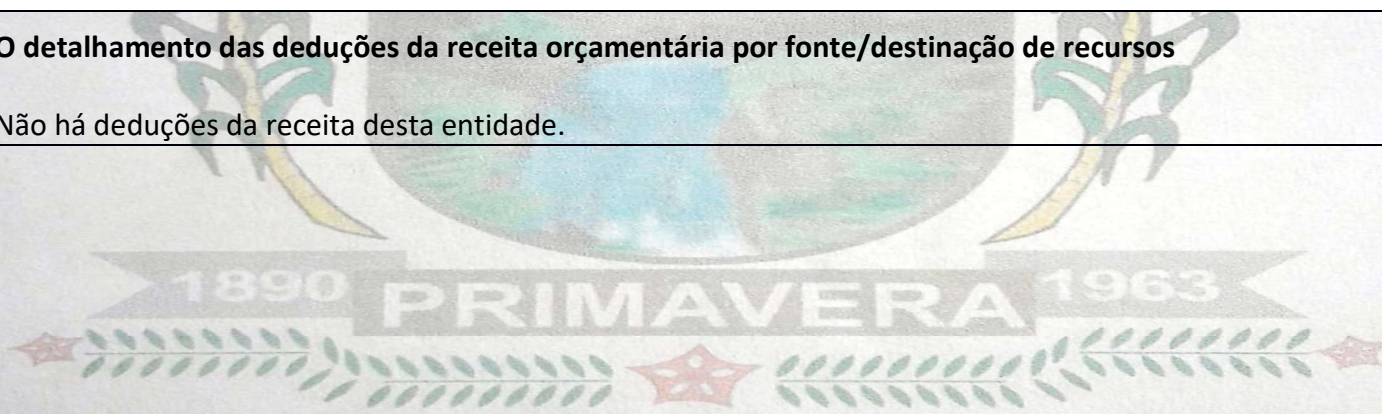 O detalhamento das deduções da receita orçamentária por fonte/destinação de recursos
Não há deduções da receita desta entidade.
1890 PRIMAVERA 1963